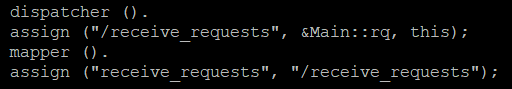 dispatcher ().
assign ("/receive_requests", &Main::rq, this);
mapper ().
assign ("receive_requests", "/receive_requests");